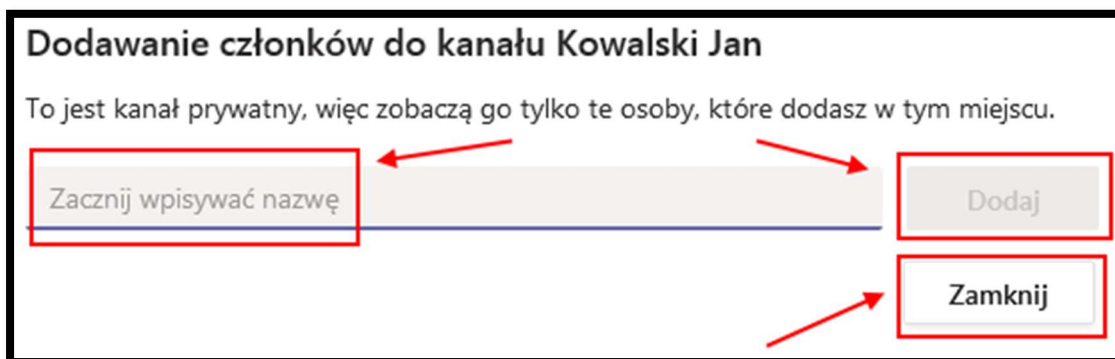 Dodawanie członków do kanału Kowalski Jan
To jest kanał prywatny, więc zobaczą go tylko te osoby, które dodasz w tym miejscu.
Zacznij wpisywać nazwę
Dodaj
Zamknij